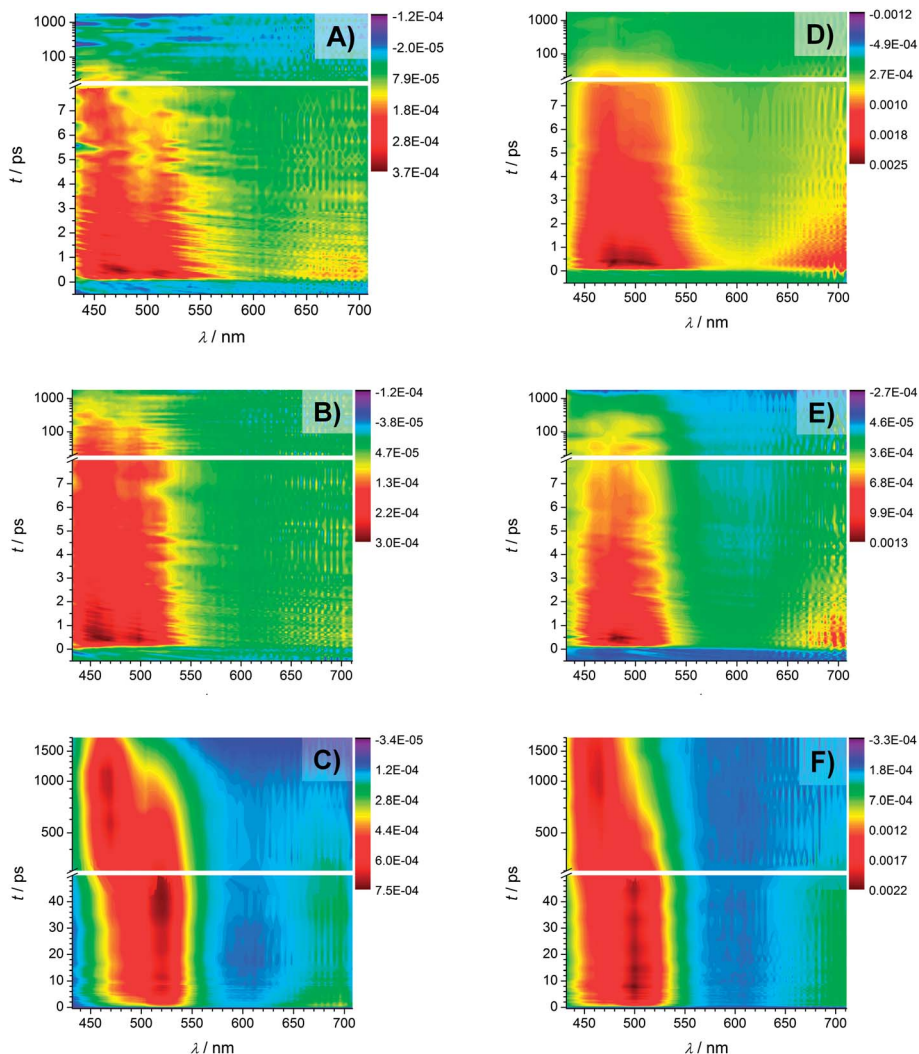 A)
1000
100
7
6
5
4
3
2
1
0
t / ps
450 500 550 600 650 700
λ / nm
-1.2E-04
-2.0E-05
7.9E-05
1.8E-04
2.8E-04
3.7E-04
D)
1000
100
7
6
5
4
3
2
1
0
t / ps
450 500 550 600 650 700
λ / nm
-0.0012
-4.9E-04
2.7E-04
0.0010
0.0018
0.0025
B)
1000
100
7
6
5
4
3
2
1
0
t / ps
450 500 550 600 650 700
-1.2E-04
-3.8E-05
4.7E-05
1.3E-04
2.2E-04
3.0E-04
E)
1000
100
7
6
5
4
3
2
1
0
t / ps
450 500 550 600 650 700
-2.7E-04
4.6E-05
3.6E-04
6.8E-04
9.9E-04
0.0013
C)
1500
1000
500
40
30
20
10
0
t / ps
450 500 550 600 650 700
λ / nm
-3.4E-05
1.2E-04
2.8E-04
4.4E-04
6.0E-04
7.5E-04
F)
1500
1000
500
40
30
20
10
0
t / ps
450 500 550 600 650 700
λ / nm
-3.3E-04
1.8E-04
7.0E-04
0.0012
0.0017
0.0022